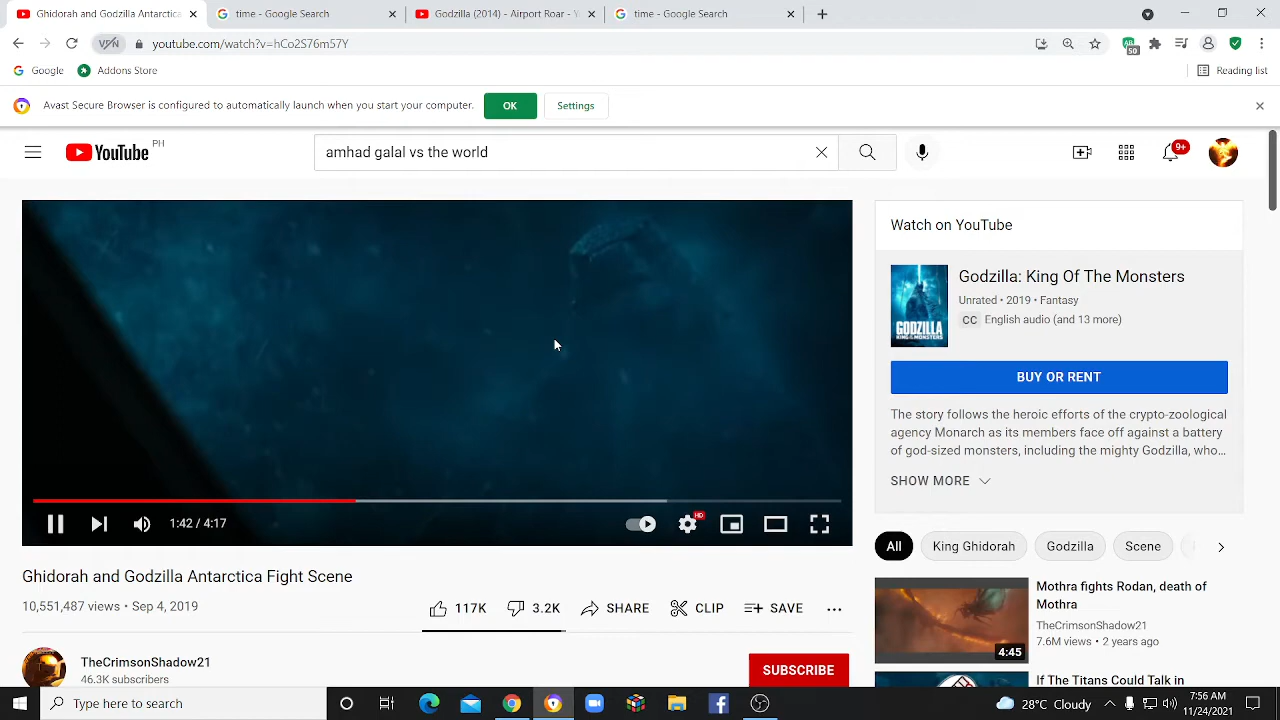 Ghidorah and Godzilla Antarctica
time - Google Search
Godzilla (2014) - Airport Roar - Y
time - Google Search
VPN
youtube.com/watch?v=hCo2S76m57Y
50
Google
Addons Store
Reading list
Avast Secure Browser is configured to automatically launch when you start your computer.
OK
Settings
YouTube PH
amhad galal vs the world
9+
Watch on YouTube
Godzilla: King Of The Monsters
Unrated • 2019 • Fantasy
CC English audio (and 13 more)
GODZILLA
KING OF THE MONSTERS
BUY OR RENT
The story follows the heroic efforts of the crypto-zoological
agency Monarch as its members face off against a battery
of god-sized monsters, including the mighty Godzilla, who...
SHOW MORE
1:42 / 4:17
HD
All
King Ghidorah
Godzilla
Scene
Ghidorah and Godzilla Antarctica Fight Scene
10,551,487 views • Sep 4, 2019
117K
3.2K
SHARE
CLIP
SAVE
Mothra fights Rodan, death of
Mothra
TheCrimsonShadow21
7.6M views • 2 years ago
4:45
TheCrimsonShadow21
46.3K subscribers
SUBSCRIBE
If The Titans Could Talk in
Type here to search
28°C Cloudy
7:56 AM
11/24/2021